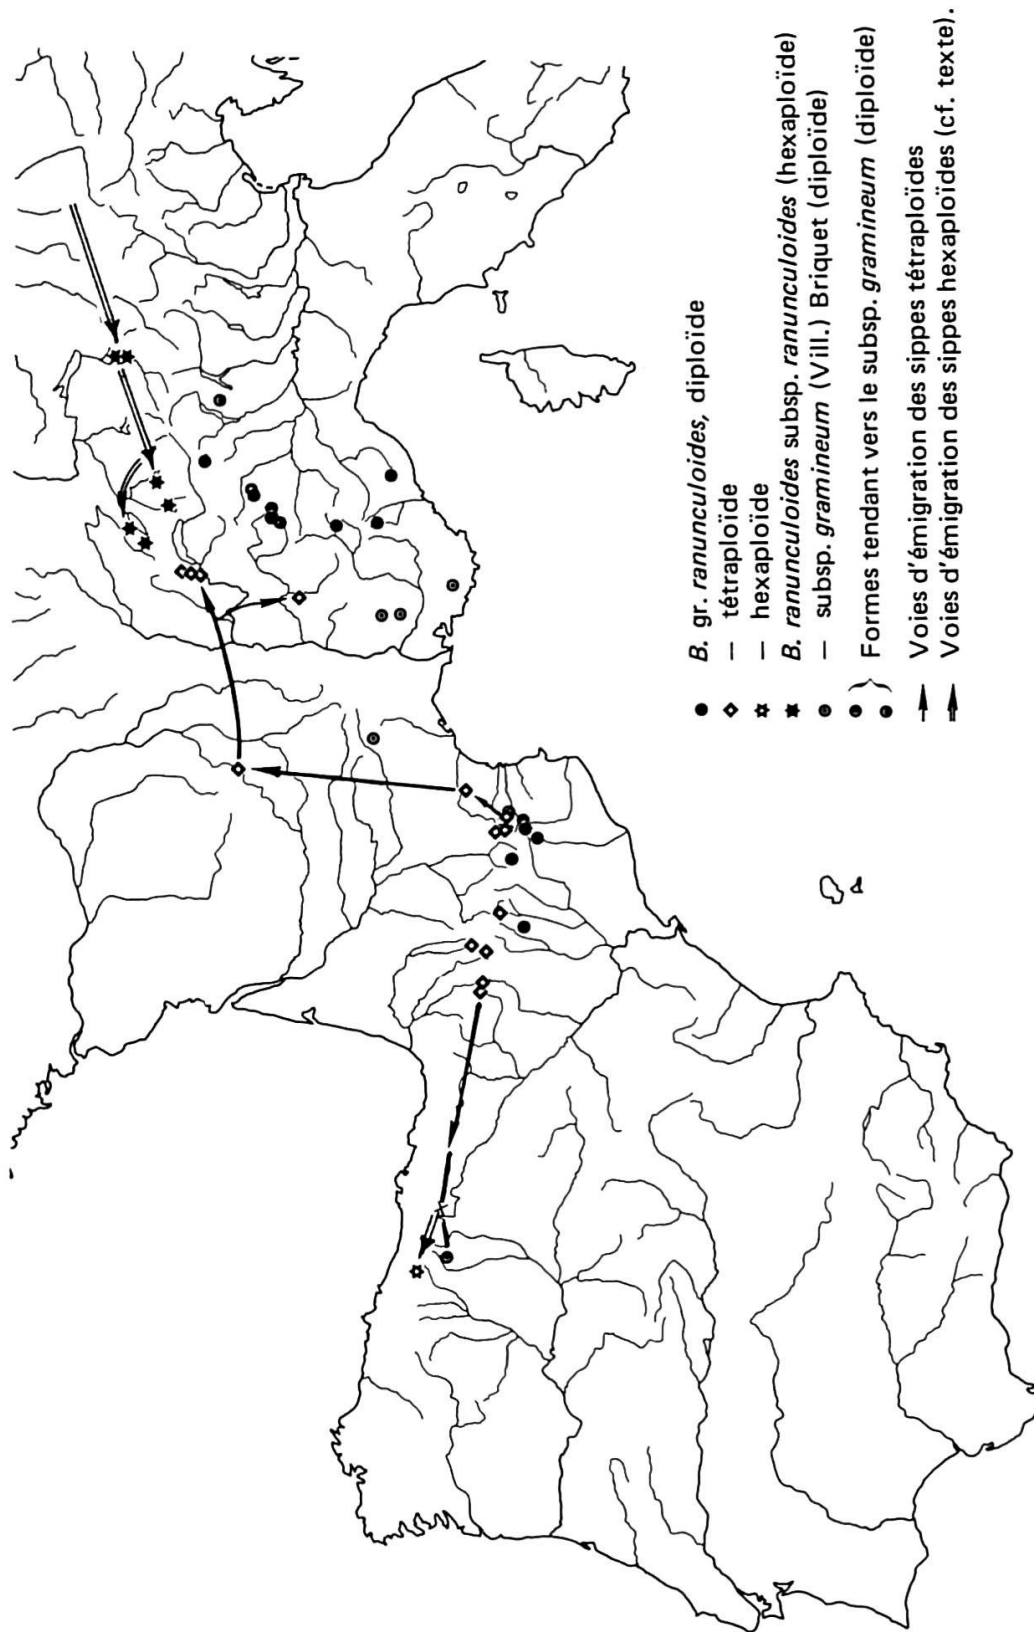 B. gr. ranunculoides, diploïde
— tétraploïde
— hexaploïde
B. ranunculoides subsp. ranunculoides (hexaploïde)
— subsp. gramineum (Vill.) Briquet (diploïde)
Formes tendant vers le subsp. gramineum (diploïde)
Voies d'émigration des sippes tétraploïdes
Voies d'émigration des sippes hexaploïdes (cf. texte).